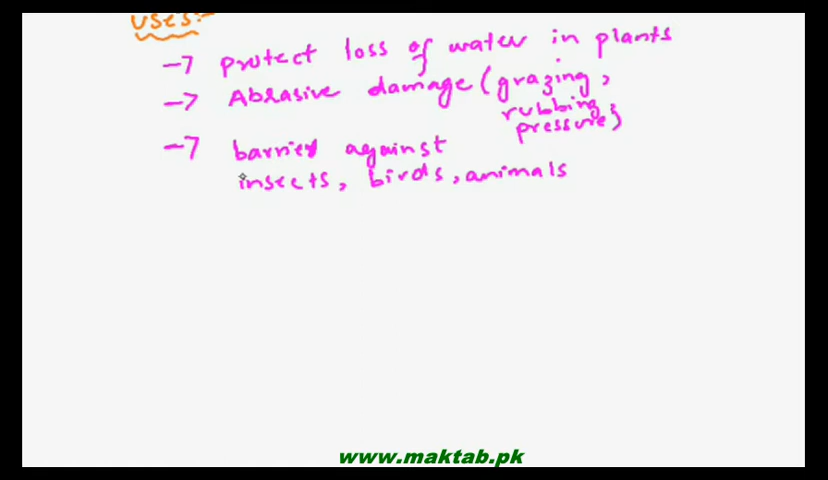 uses:-
→ protect loss of water in plants
→ Abrasive damage (grazing,
rubbing,
pressure)
→ barrier against
insects, birds, animals
www.maktab.pk